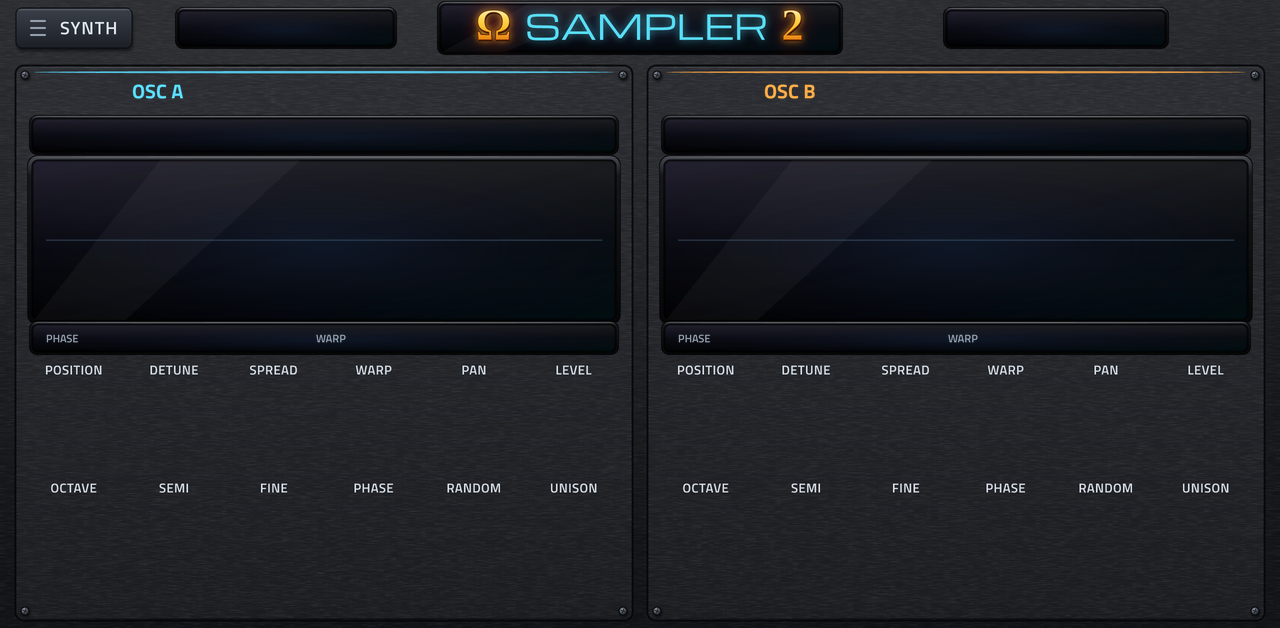 ☰ SYNTH
Ω SAMPLER 2
OSC A
OSC B
PHASE WARP
PHASE WARP
POSITION DETUNE SPREAD WARP PAN LEVEL
POSITION DETUNE SPREAD WARP PAN LEVEL
OCTAVE SEMI FINE PHASE RANDOM UNISON
OCTAVE SEMI FINE PHASE RANDOM UNISON